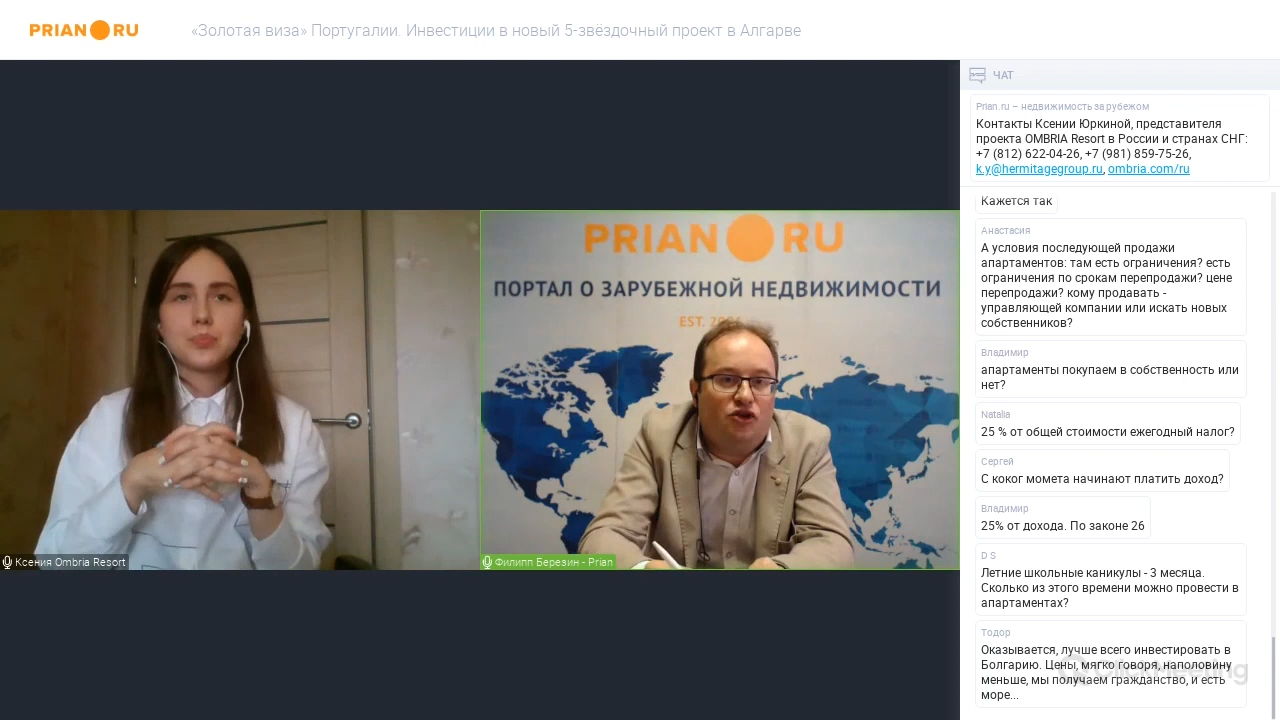 PRIAN RU
«Золотая виза» Португалии. Инвестиции в новый 5-звёздочный проект в Алгарве
PRIAN RU
ПОРТАЛ О ЗАРУБЕЖНОЙ НЕДВИЖИМОСТИ
EST.
Ксения Ombria Resort
Филипп Березин - Prian
ЧАТ
Prian.ru – недвижимость за рубежом
Контакты Ксении Юркиной, представителя
проекта OMBRIA Resort в России и странах СНГ:
+7 (812) 622-04-26, +7 (981) 859-75-26,
k.y@hermitagegroup.ru, ombria.com/ru
Кажется так
Анастасия
А условия последующей продажи
апартаментов: там есть ограничения? есть
ограничения по срокам перепродажи? цене
перепродажи? кому продавать -
управляющей компании или искать новых
собственников?
Владимир
апартаменты покупаем в собственность или
нет?
Natalia
25 % от общей стоимости ежегодный налог?
Сергей
С коког момета начинают платить доход?
Владимир
25% от дохода. По законе 26
D S
Летние школьные каникулы - 3 месяца.
Сколько из этого времени можно провести в
апартаментах?
Тодор
Оказывается, лучше всего инвестировать в
Болгарию. Цены, мягко говоря, наполовину
меньше, мы получаем гражданство, и есть
море...
ClickMeeting